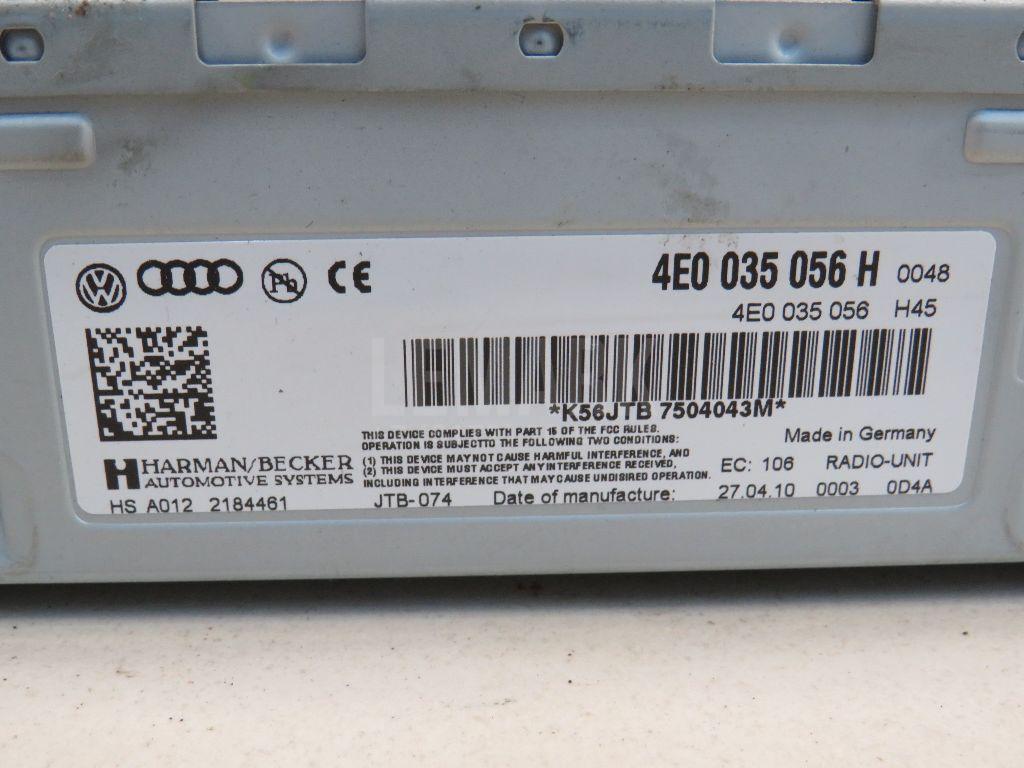 Pb CE
4E0 035 056 H 0048
4E0 035 056 H45
*K56JTB 7504043M*
THIS DEVICE COMPLIES WITH PART 15 OF THE FCC RULES.
OPERATION IS SUBJECTTO THE FOLLOWING TWO CONDITIONS:
(1) THIS DEVICE MAY NOT CAUSE HARMFUL INTERFERENCE, AND
(2) THIS DEVICE MUST ACCEPT ANY INTERFERENCE RECEIVED,
INCLUDING INTERFERENCE THAT MAY CAUSE UNDISIRED OPERATION.
Made in Germany
HARMAN/BECKER
AUTOMOTIVE SYSTEMS
EC: 106 RADIO-UNIT
HS A012 2184461 JTB-074 Date of manufacture: 27.04.10 0003 0D4A